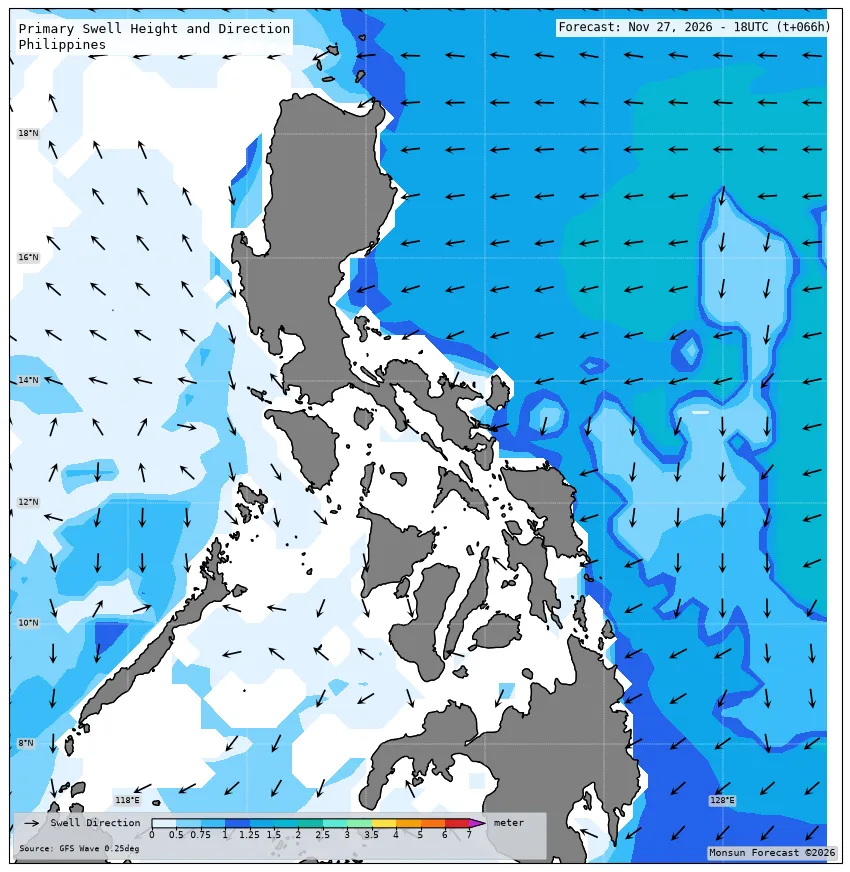 Primary Swell Height and Direction
Philippines
Forecast: Nov 27, 2026 - 18UTC (t+066h)
18°N
16°N
14°N
12°N
10°N
8°N
118°E
128°E
Swell Direction
0 0.5 0.75 1 1.25 1.5 2 2.5 3 3.5 4 5 6 7
meter
Source: GFS Wave 0.25deg
Monsun Forecast ©2026